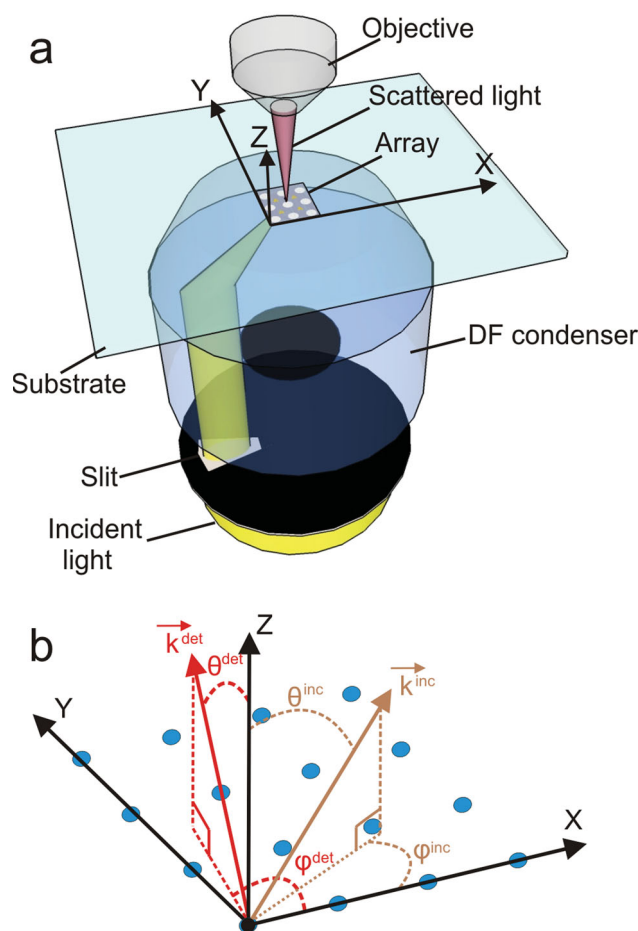 a
Objective
Scattered light
Array
Y
Z
X
DF condenser
Substrate
Slit
Incident
light
b
k^det
θ^det
Z
θ^inc
k^inc
Y
X
φ^det
φ^inc